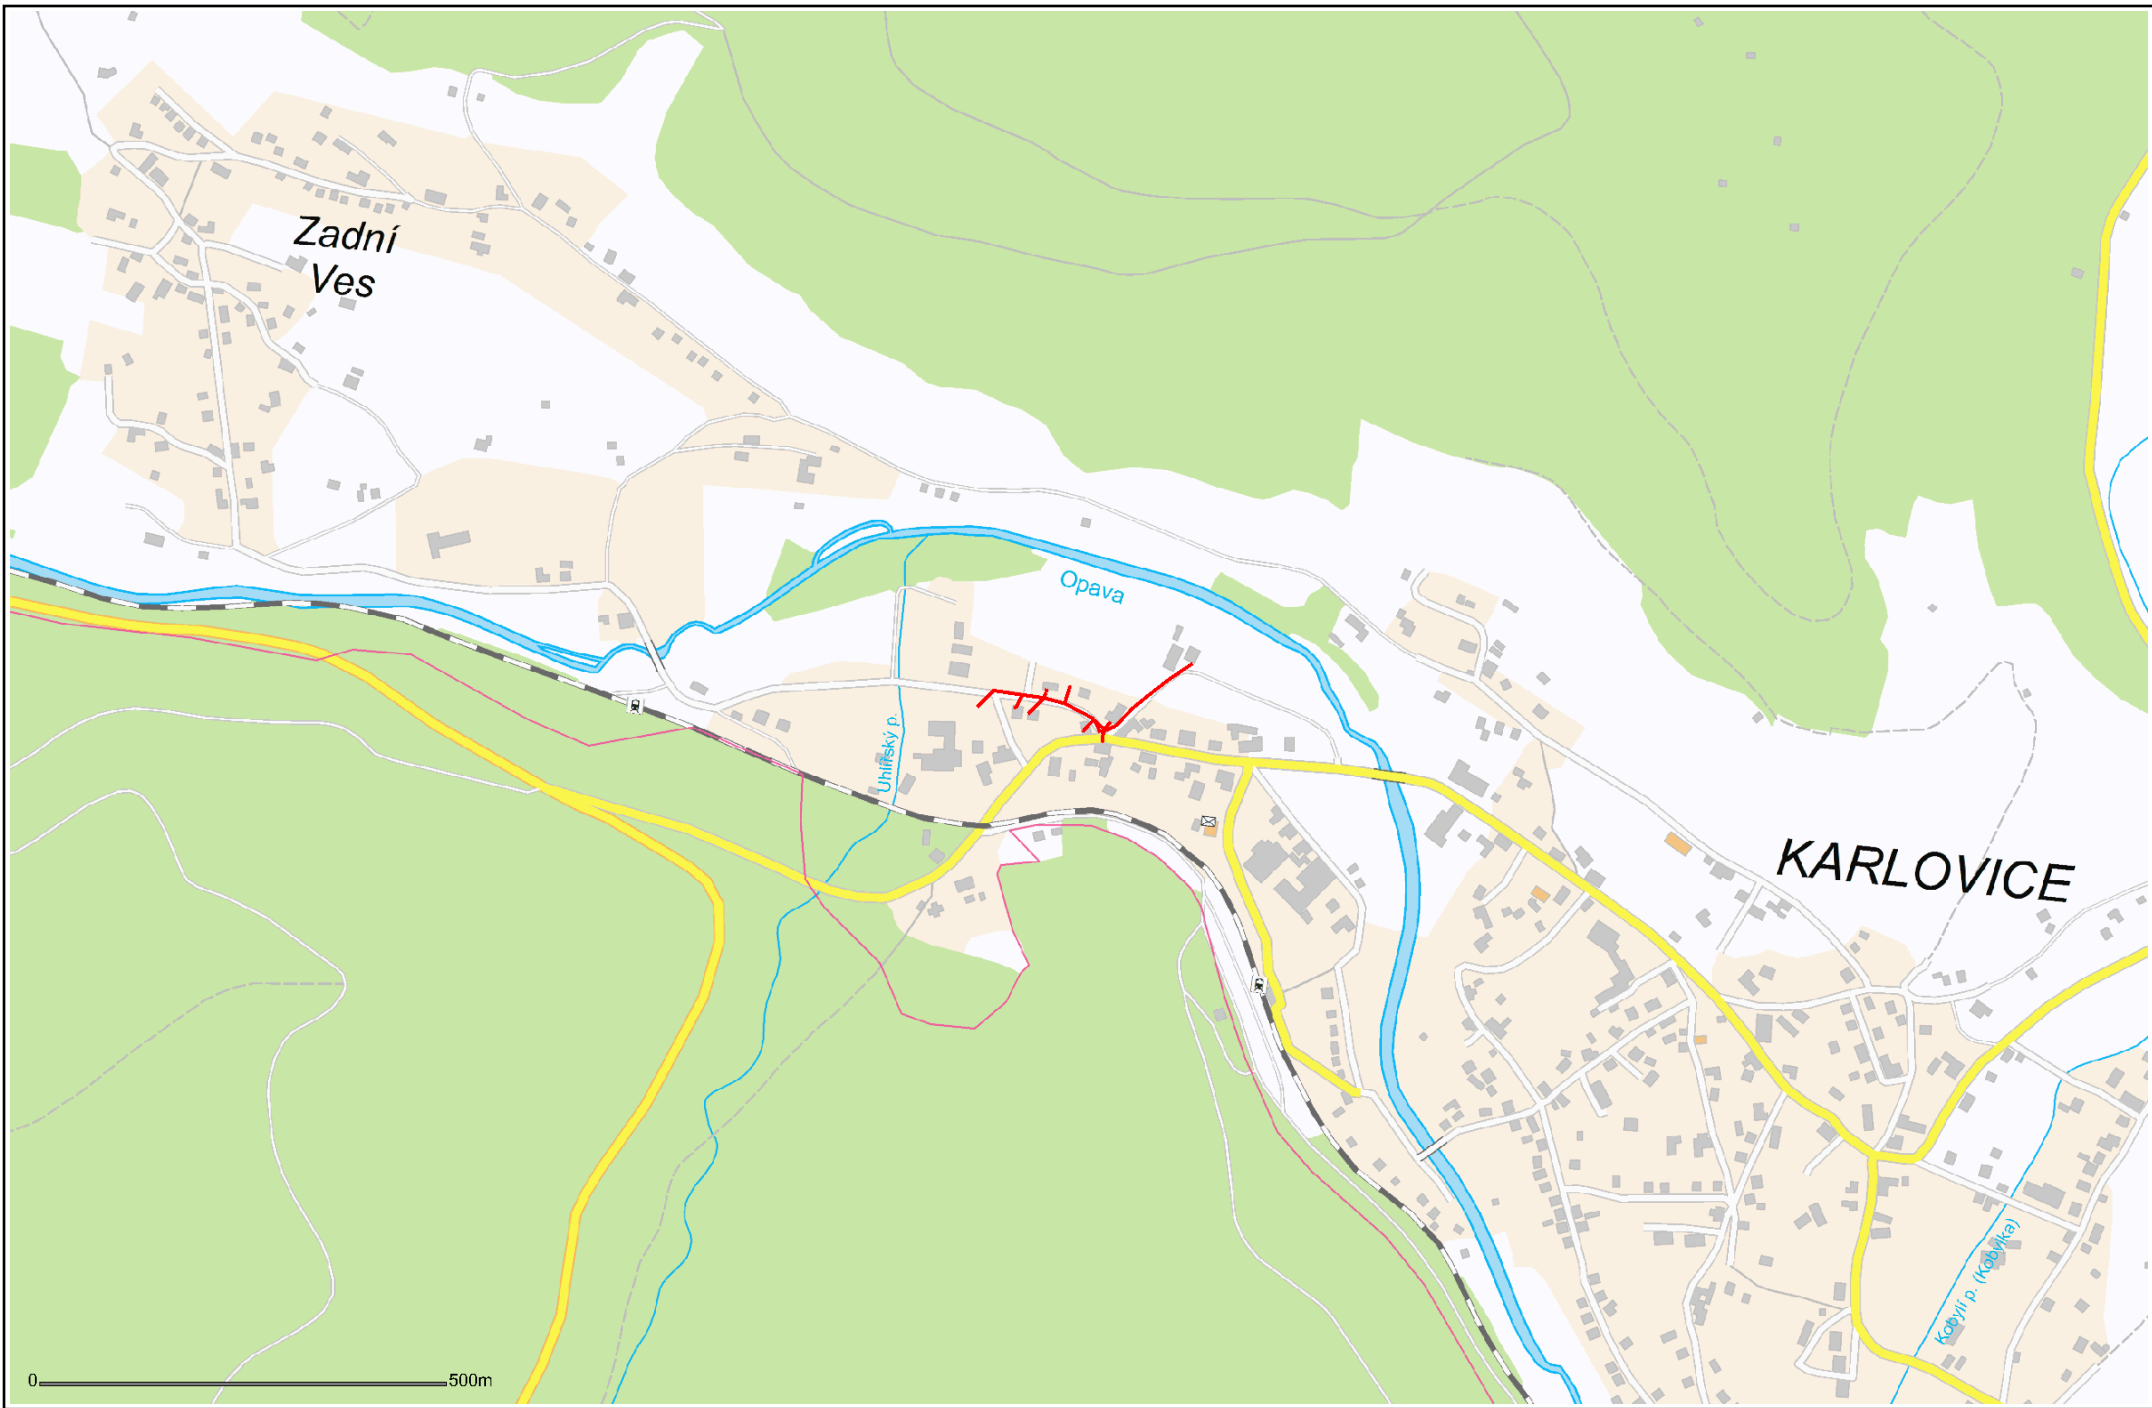 Zadní
Ves
Opava
Uhlířský p.
KARLOVICE
Kobylí p. (Kobylka)
0
500m